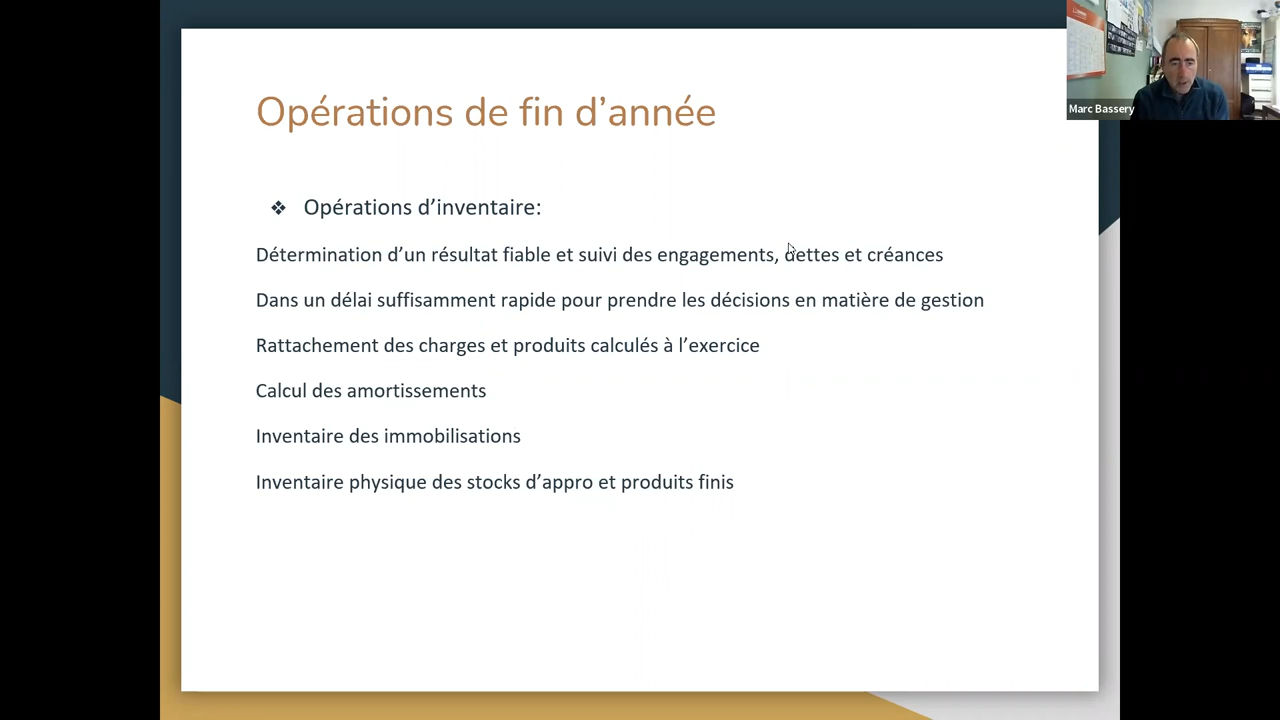 Opérations de fin d’année
Marc Bassery
❖ Opérations d’inventaire:
Détermination d’un résultat fiable et suivi des engagements, dettes et créances
Dans un délai suffisamment rapide pour prendre les décisions en matière de gestion
Rattachement des charges et produits calculés à l’exercice
Calcul des amortissements
Inventaire des immobilisations
Inventaire physique des stocks d’appro et produits finis